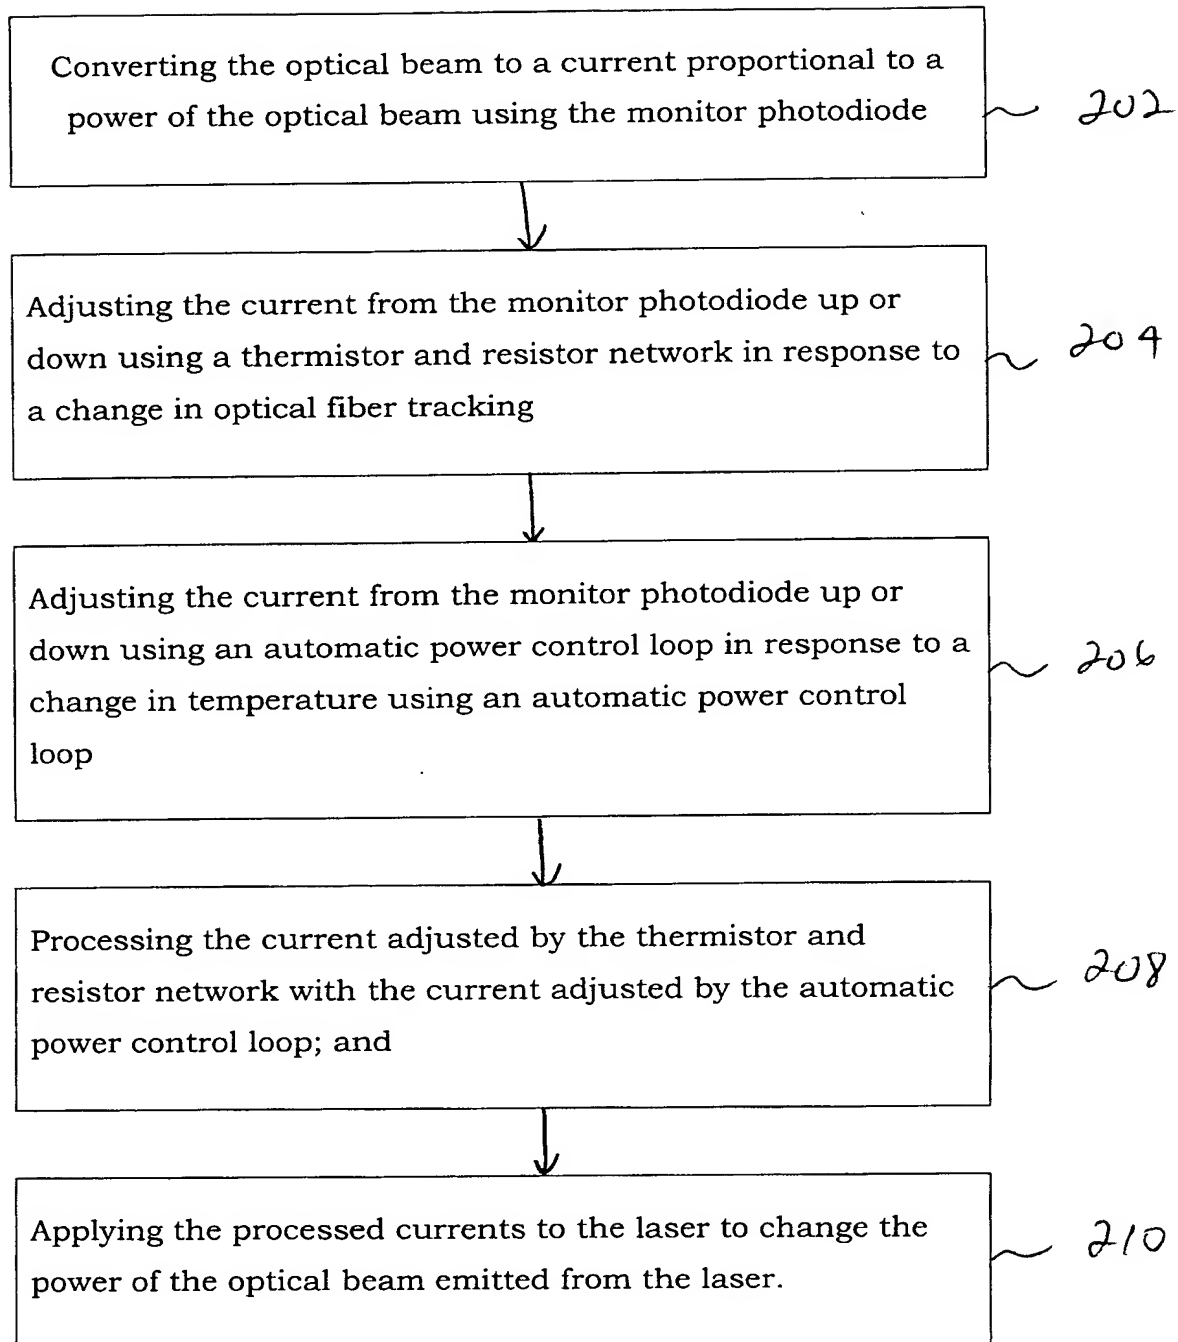 Converting the optical beam to a current proportional to a
power of the optical beam using the monitor photodiode
202
Adjusting the current from the monitor photodiode up or
down using a thermistor and resistor network in response to
a change in optical fiber tracking
204
Adjusting the current from the monitor photodiode up or
down using an automatic power control loop in response to a
change in temperature using an automatic power control
loop
206
Processing the current adjusted by the thermistor and
resistor network with the current adjusted by the automatic
power control loop; and
208
Applying the processed currents to the laser to change the
power of the optical beam emitted from the laser.
210